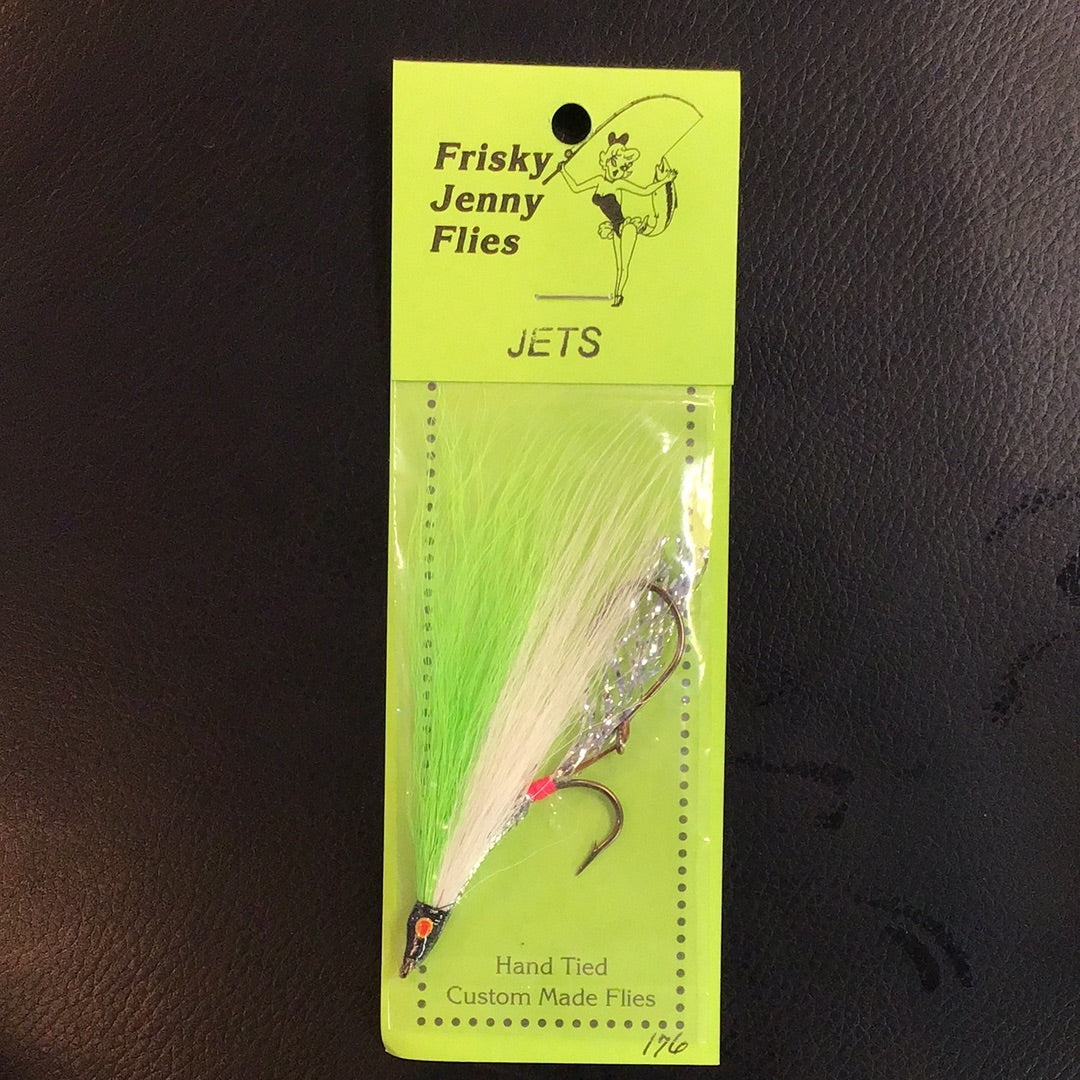 Frisky
Jenny
Flies
JETS
Hand Tied
Custom Made Flies
176